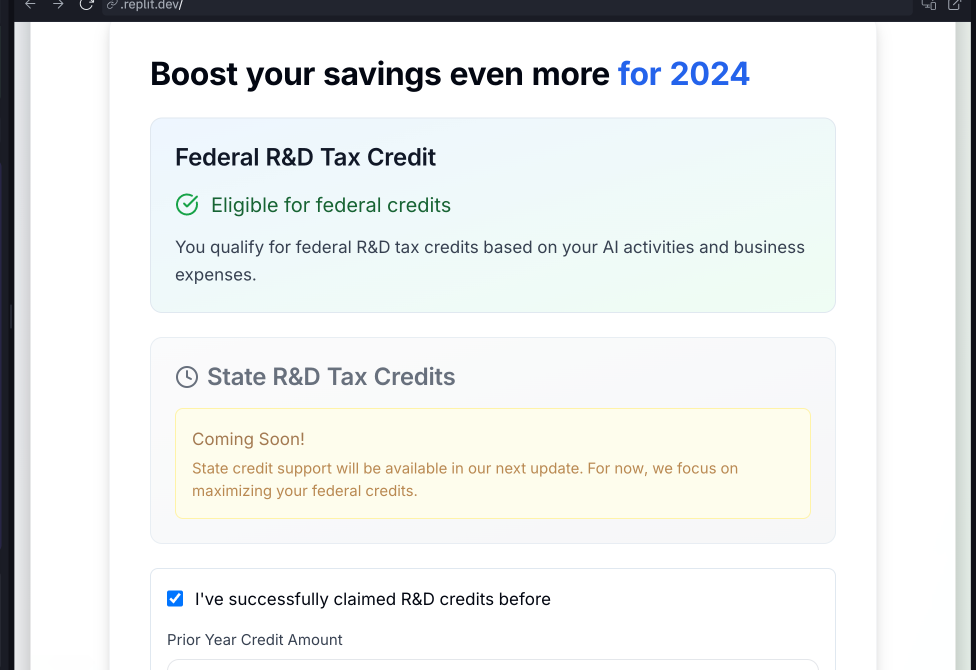 .replit.dev/
Boost your savings even more for 2024
Federal R&D Tax Credit
Eligible for federal credits
You qualify for federal R&D tax credits based on your AI activities and business
expenses.
State R&D Tax Credits
Coming Soon!
State credit support will be available in our next update. For now, we focus on
maximizing your federal credits.
I've successfully claimed R&D credits before
Prior Year Credit Amount